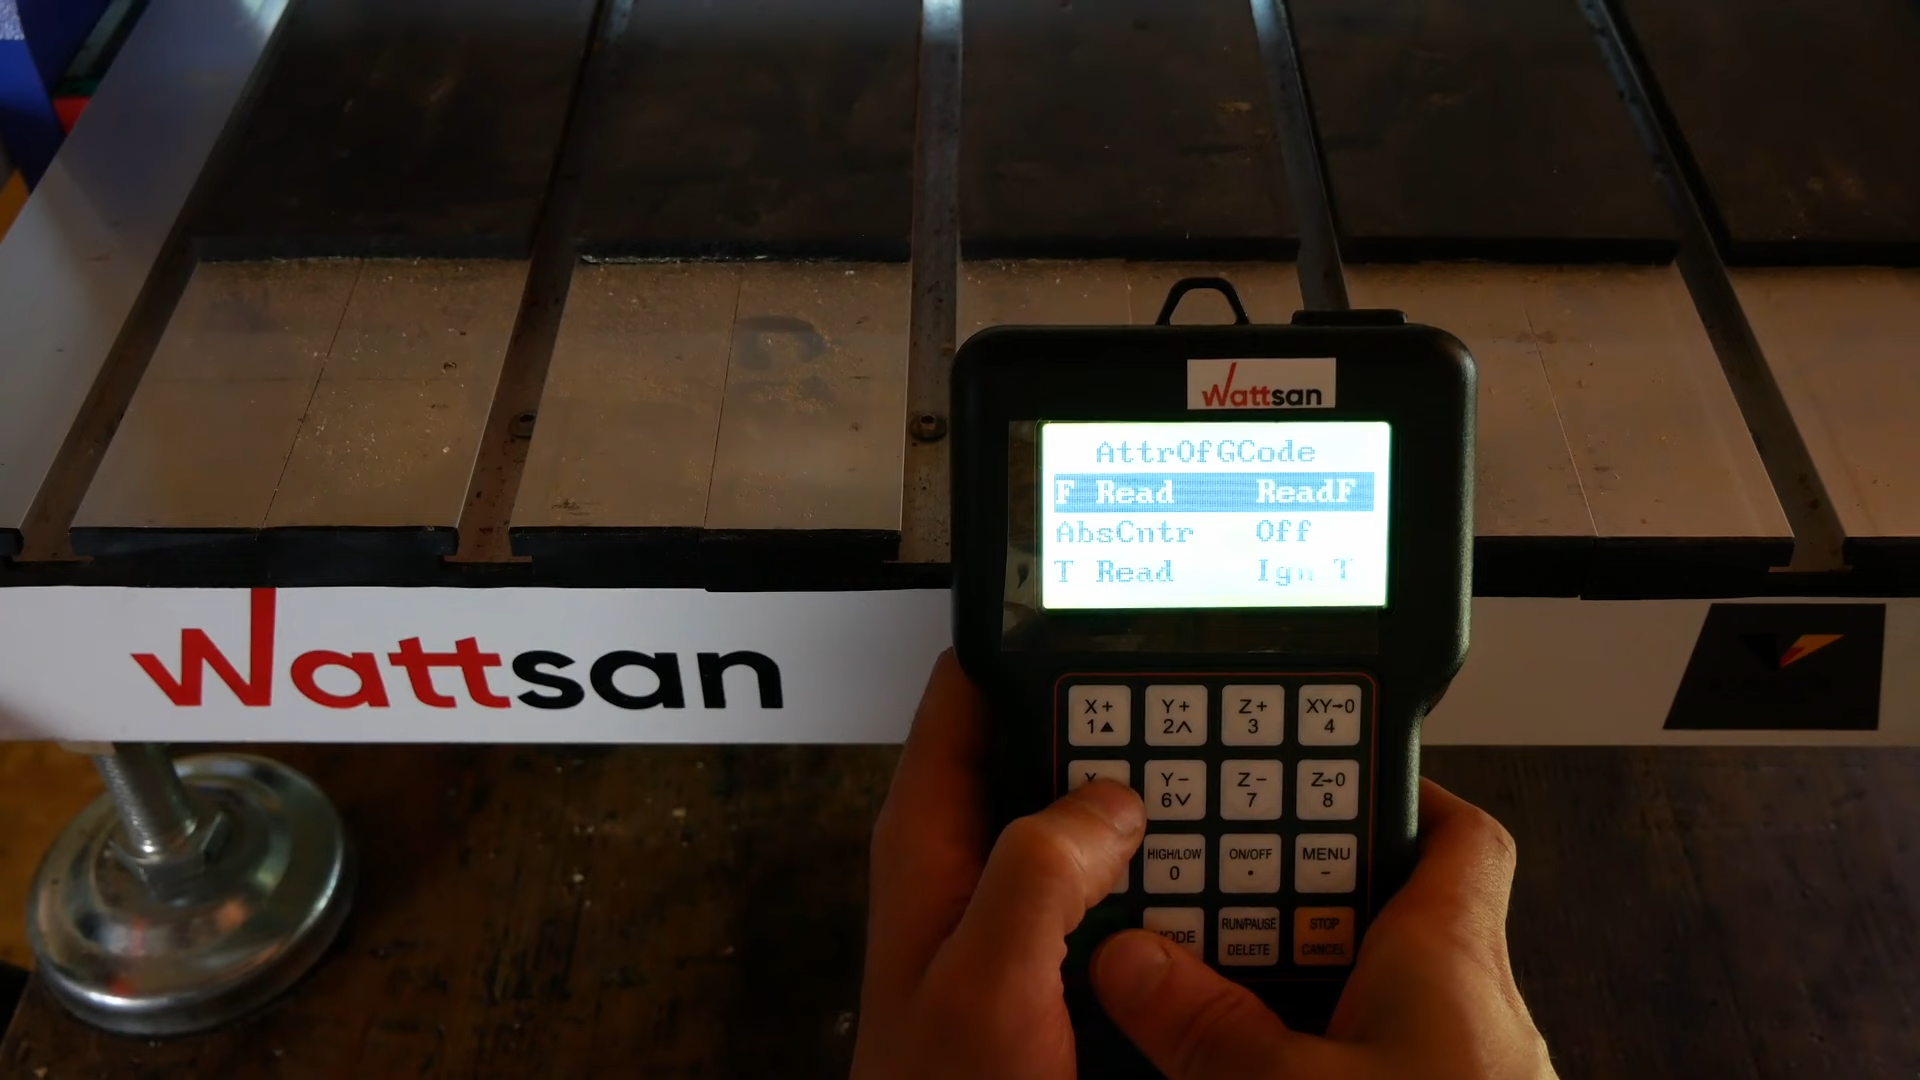 Wattsan
AttrOfGCode
F Read ReadF
AbsCntr Off
T Read Ign T
Wattsan
X+ Y+ Z+ XY→0
1▲ 2∧ 3 4
Y− Z− Z→0
6∨ 7 8
HIGH/LOW ON/OFF MENU
0 • −
RUN/PAUSE STOP
DELETE CANCEL